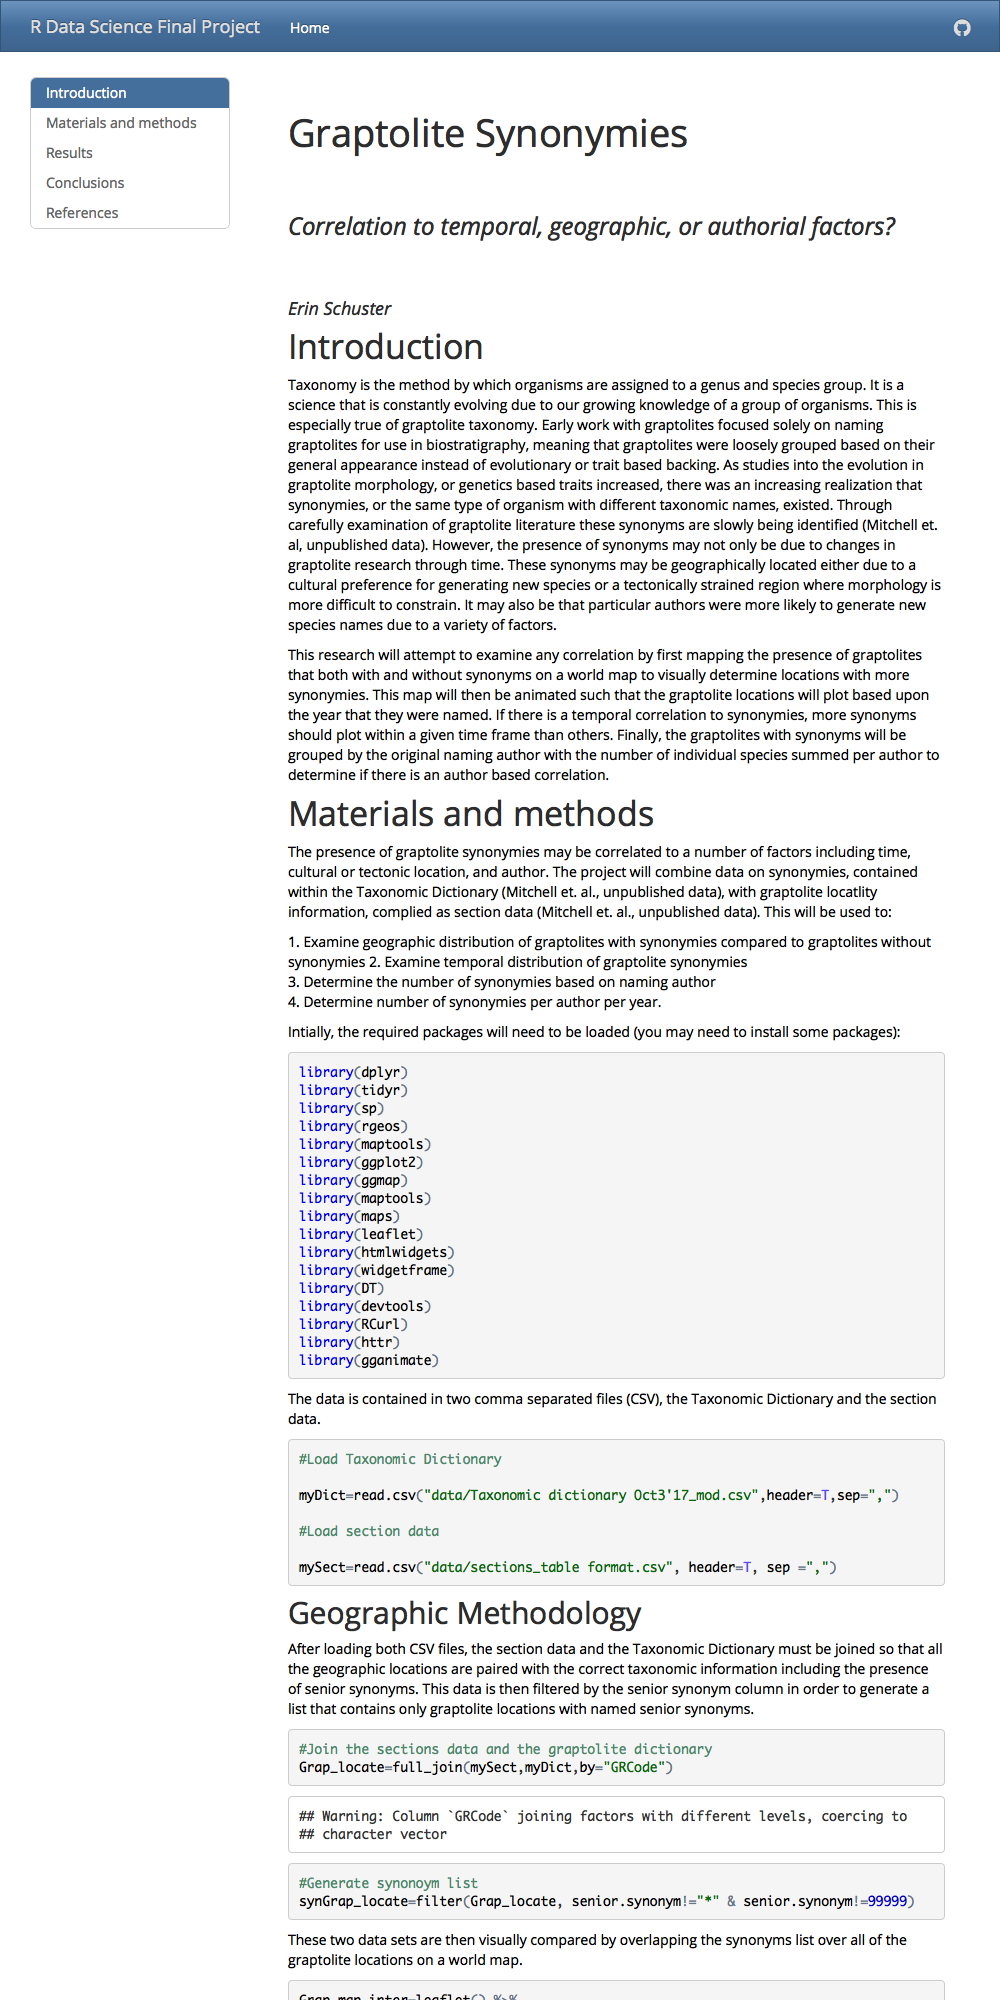 R Data Science Final Project Home
Introduction
Materials and methods
Results
Conclusions
References
Graptolite Synonymies
Correlation to temporal, geographic, or authorial factors?
Erin Schuster
Introduction
Taxonomy is the method by which organisms are assigned to a genus and species group. It is a
science that is constantly evolving due to our growing knowledge of a group of organisms. This is
especially true of graptolite taxonomy. Early work with graptolites focused solely on naming
graptolites for use in biostratigraphy, meaning that graptolites were loosely grouped based on their
general appearance instead of evolutionary or trait based backing. As studies into the evolution in
graptolite morphology, or genetics based traits increased, there was an increasing realization that
synonymies, or the same type of organism with different taxonomic names, existed. Through
carefully examination of graptolite literature these synonyms are slowly being identified (Mitchell et.
al, unpublished data). However, the presence of synonyms may not only be due to changes in
graptolite research through time. These synonyms may be geographically located either due to a
cultural preference for generating new species or a tectonically strained region where morphology is
more difficult to constrain. It may also be that particular authors were more likely to generate new
species names due to a variety of factors.
This research will attempt to examine any correlation by first mapping the presence of graptolites
that both with and without synonyms on a world map to visually determine locations with more
synonymies. This map will then be animated such that the graptolite locations will plot based upon
the year that they were named. If there is a temporal correlation to synonymies, more synonyms
should plot within a given time frame than others. Finally, the graptolites with synonyms will be
grouped by the original naming author with the number of individual species summed per author to
determine if there is an author based correlation.
Materials and methods
The presence of graptolite synonymies may be correlated to a number of factors including time,
cultural or tectonic location, and author. The project will combine data on synonymies, contained
within the Taxonomic Dictionary (Mitchell et. al., unpublished data), with graptolite locatlity
information, complied as section data (Mitchell et. al., unpublished data). This will be used to:
1. Examine geographic distribution of graptolites with synonymies compared to graptolites without
synonymies 2. Examine temporal distribution of graptolite synonymies
3. Determine the number of synonymies based on naming author
4. Determine number of synonymies per author per year.
Intially, the required packages will need to be loaded (you may need to install some packages):
library(dplyr)
library(tidyr)
library(sp)
library(rgeos)
library(maptools)
library(ggplot2)
library(ggmap)
library(maptools)
library(maps)
library(leaflet)
library(htmlwidgets)
library(widgetframe)
library(DT)
library(devtools)
library(RCurl)
library(httr)
library(gganimate)
The data is contained in two comma separated files (CSV), the Taxonomic Dictionary and the section
data.
#Load Taxonomic Dictionary
myDict=read.csv("data/Taxonomic dictionary Oct3'17_mod.csv",header=T,sep=",")
#Load section data
mySect=read.csv("data/sections_table format.csv", header=T, sep =",")
Geographic Methodology
After loading both CSV files, the section data and the Taxonomic Dictionary must be joined so that all
the geographic locations are paired with the correct taxonomic information including the presence
of senior synonyms. This data is then filtered by the senior synonym column in order to generate a
list that contains only graptolite locations with named senior synonyms.
#Join the sections data and the graptolite dictionary
Grap_locate=full_join(mySect,myDict,by="GRCode")
## Warning: Column `GRCode` joining factors with different levels, coercing to
## character vector
#Generate synonoym list
synGrap_locate=filter(Grap_locate, senior.synonym!="*" & senior.synonym!=99999)
These two data sets are then visually compared by overlapping the synonyms list over all of the
graptolite locations on a world map.
Grap_map_inter=leaflet() %>%